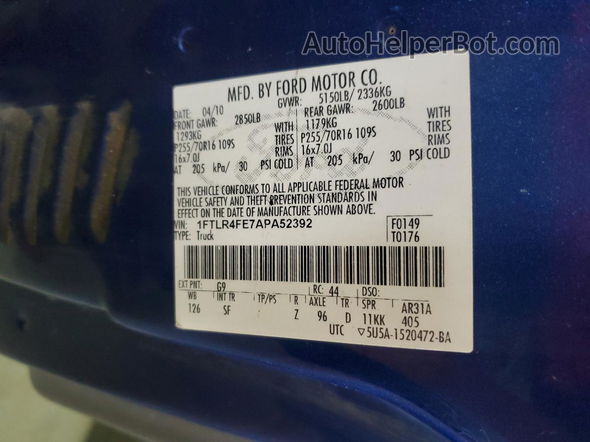 AutoHelperBot.com
MFD. BY FORD MOTOR CO.
DATE: 04/10 GVWR: 5150LB/ 2336KG
FRONT GAWR: 2850LB REAR GAWR: 2600LB
1293KG WITH 1179KG WITH
P255/70R16 109S TIRES P255/70R16 109S TIRES
16x7.0J RIMS 16x7.0J RIMS
AT 205 kPa/ 30 PSI COLD AT 205 kPa/ 30 PSI COLD
THIS VEHICLE CONFORMS TO ALL APPLICABLE FEDERAL MOTOR
VEHICLE SAFETY AND THEFT PREVENTION STANDARDS IN
EFFECT ON THE DATE OF MANUFACTURE SHOWN ABOVE.
VIN: 1FTLR4FE7APA52392 F0149
TYPE: Truck T0176
EXT PNT: G9 RC: 44 DSO:
WB INT TR TP/PS R AXLE TR SPR AR31A
126 SF Z 96 D 11KK 405
UTC ▽5U5A-1520472-BA